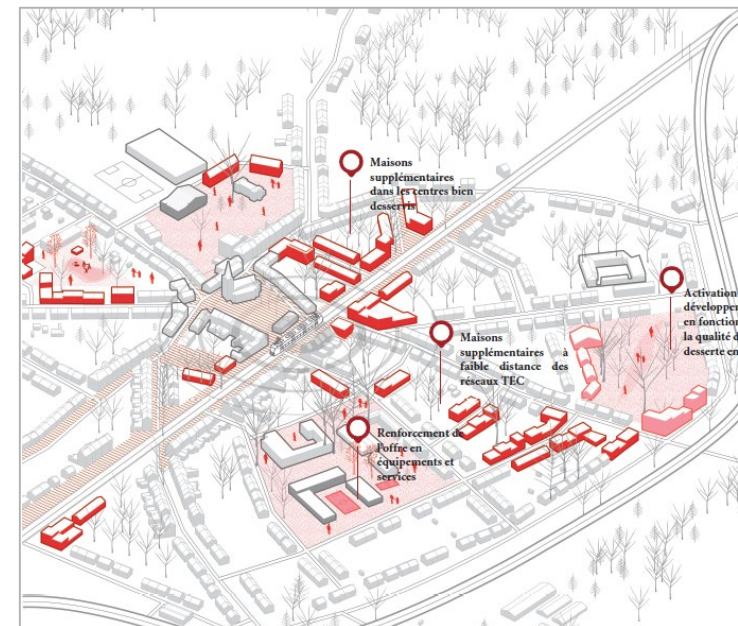 Maisons
supplémentaires
dans les centres bien
desservis
Activation
développem
en fonction
la qualité d
desserte en
Maisons
supplémentaires à
faible distance des
réseaux TEC
Renforcement de
l'offre en
équipements et
services